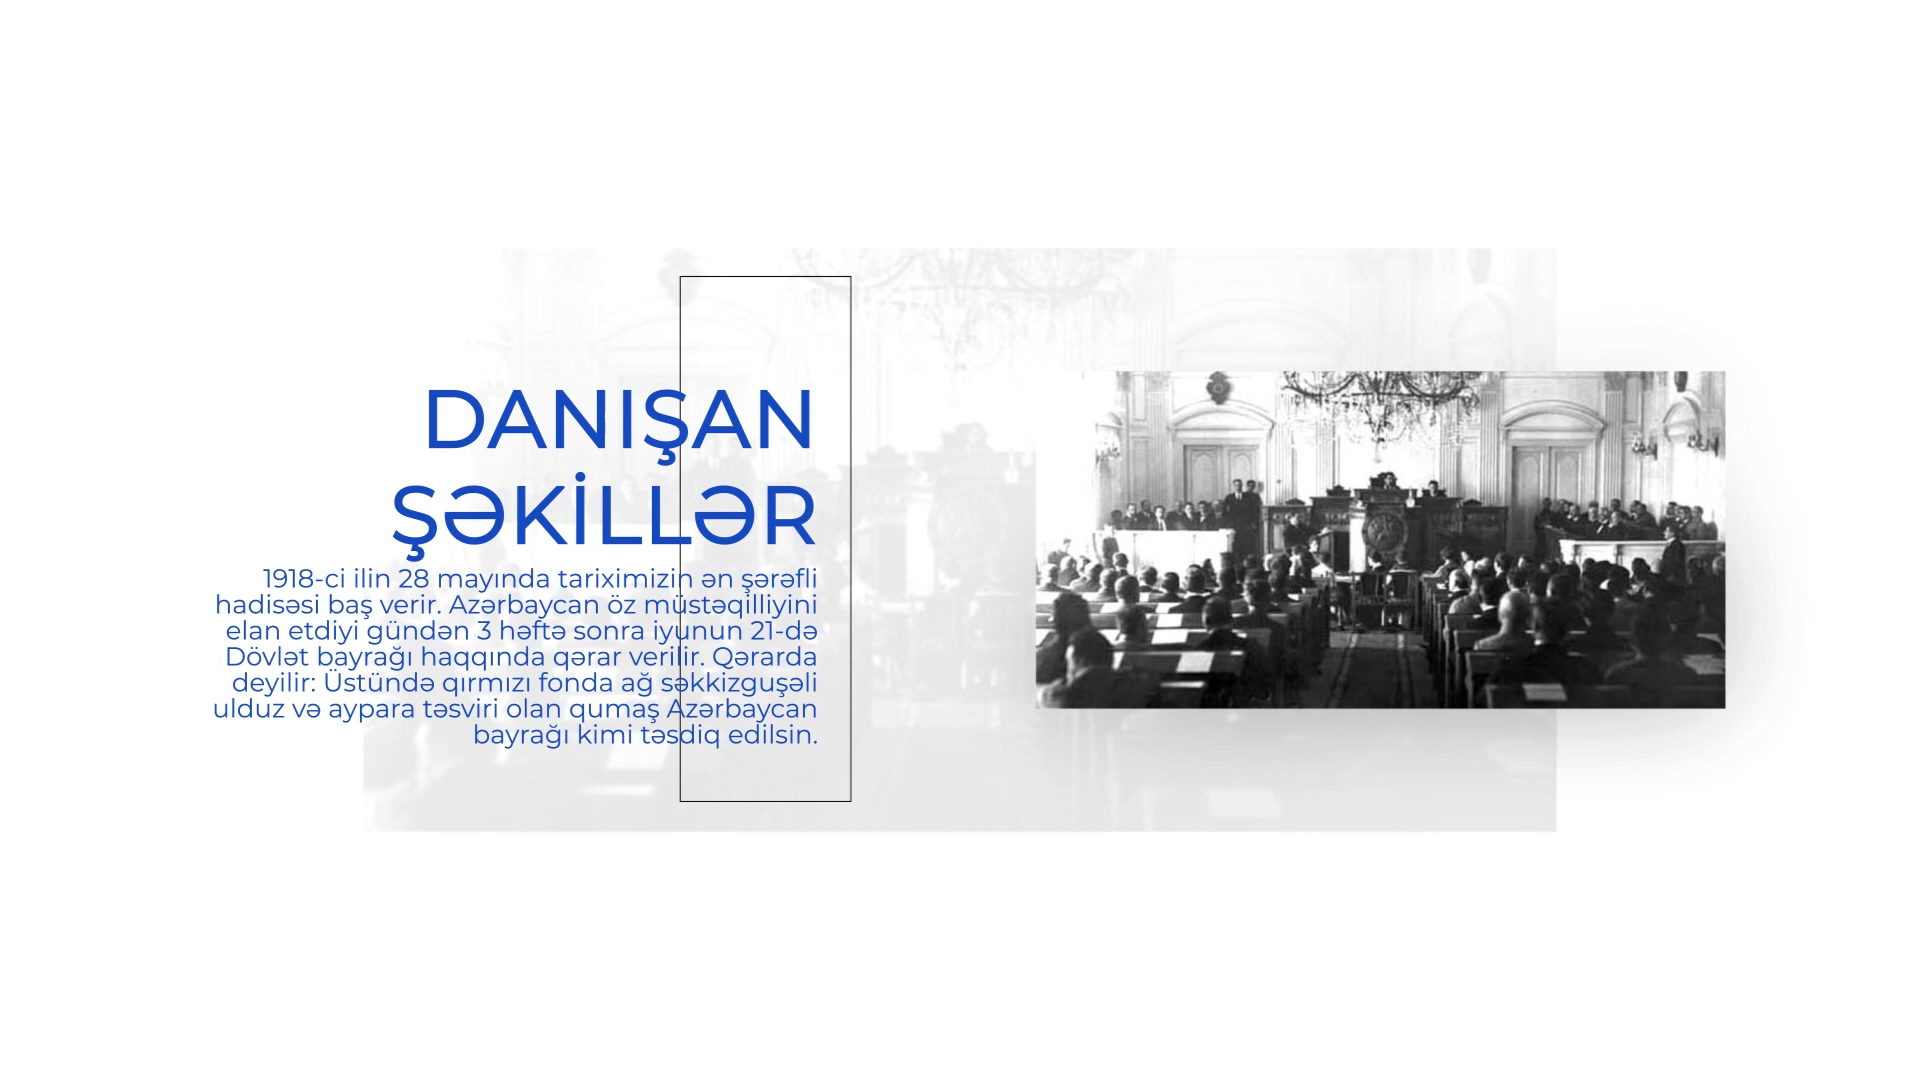 DANIŞAN
ŞƏKİLLƏR
1918-ci ilin 28 mayında tariximizin ən şərəfli
hadisəsi baş verir. Azərbaycan öz müstəqilliyini
elan etdiyi gündən 3 həftə sonra iyunun 21-də
Dövlət bayrağı haqqında qərar verilir. Qərarda
deyilir: Üstündə qırmızı fonda ağ səkkizguşəli
ulduz və aypara təsviri olan qumaş Azərbaycan
bayrağı kimi təsdiq edilsin.